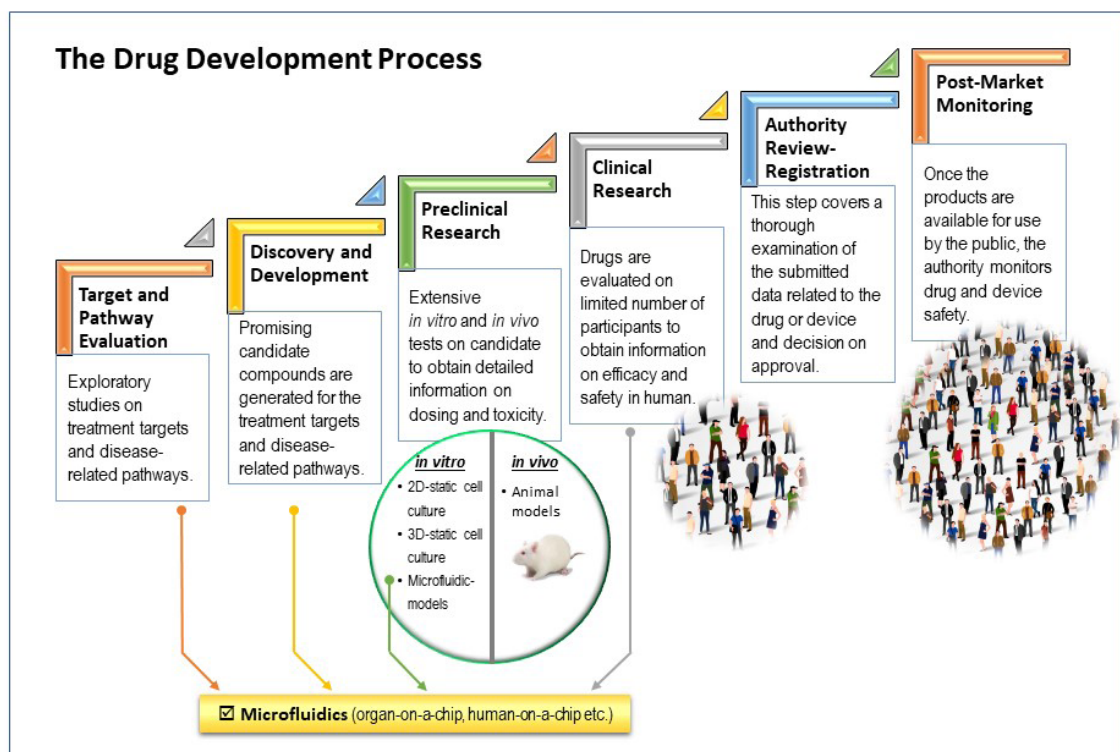 The Drug Development Process
Target and
Pathway
Evaluation
Exploratory
studies on
treatment targets
and disease-
related pathways.
Discovery and
Development
Promising
candidate
compounds are
generated for the
treatment targets
and disease-
related pathways.
Preclinical
Research
Extensive
in vitro and in vivo
tests on candidate
to obtain detailed
information on
dosing and toxicity.
in vitro
• 2D-static cell
culture
• 3D-static cell
culture
• Microfluidic-
models
in vivo
• Animal
models
Clinical
Research
Drugs are
evaluated on
limited number of
participants to
obtain information
on efficacy and
safety in human.
Authority
Review-
Registration
This step covers a
thorough
examination of
the submitted
data related to the
drug or device
and decision on
approval.
Post-Market
Monitoring
Once the
products are
available for use
by the public, the
authority monitors
drug and device
safety.
☑ Microfluidics (organ-on-a-chip, human-on-a-chip etc.)